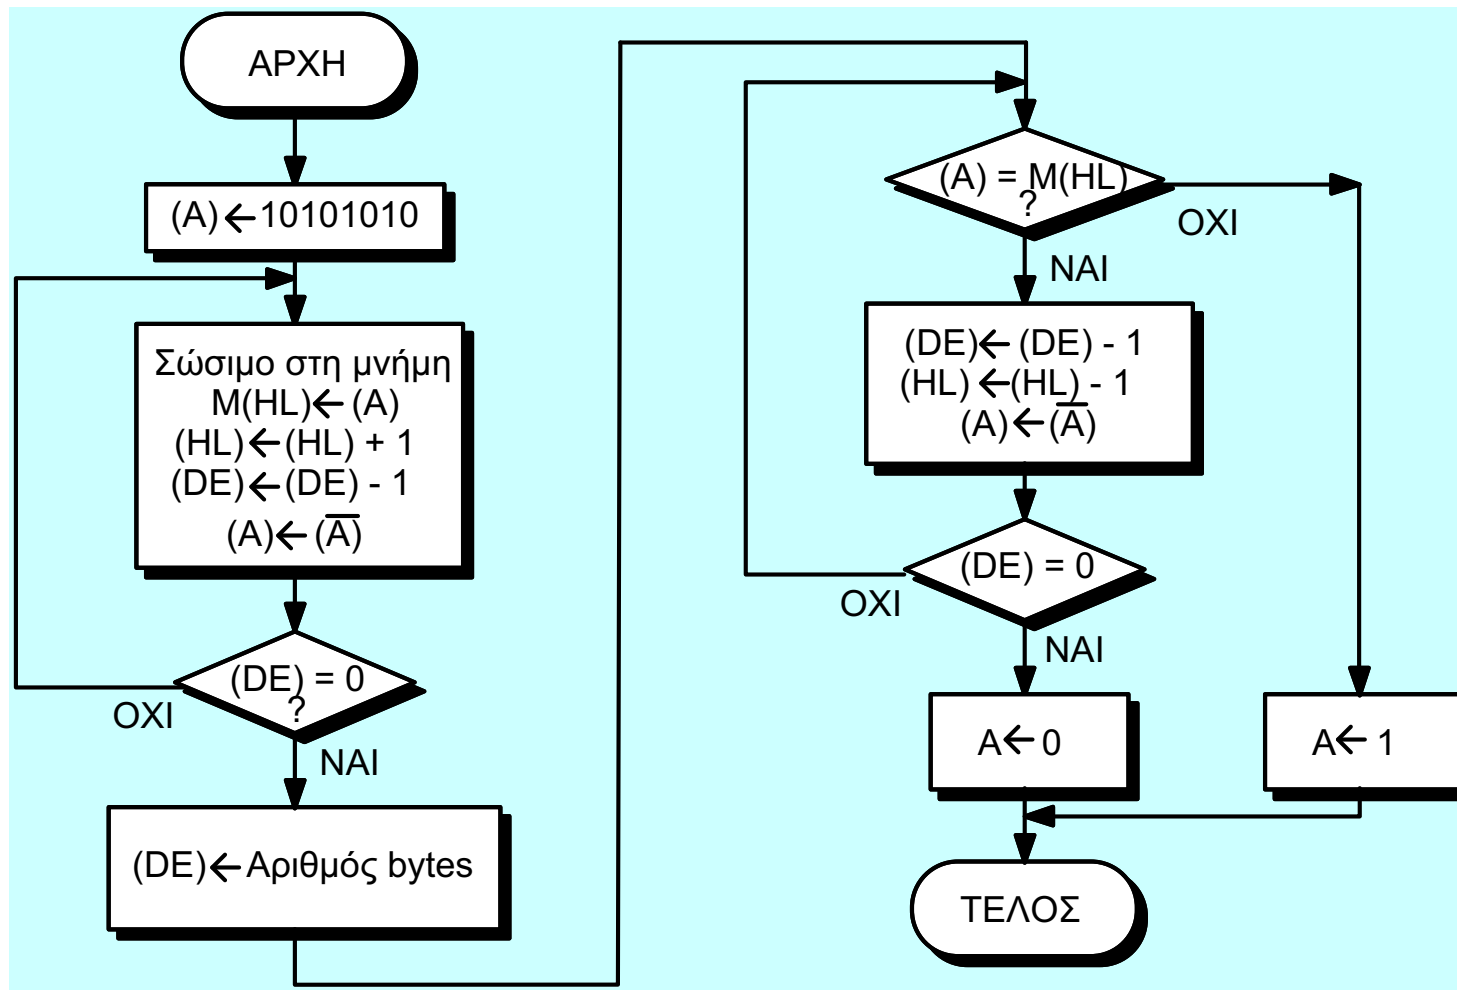 ΑΡΧΗ
(A) ← 10101010
Σώσιμο στη μνήμη
M(HL) ← (A)
(HL) ← (HL) + 1
(DE) ← (DE) - 1
(A) ← (A̅)
(DE) = 0
?
ΟΧΙ
ΝΑΙ
(DE) ← Αριθμός bytes
(A) = M(HL)
?
ΟΧΙ
ΝΑΙ
(DE) ← (DE) - 1
(HL) ← (HL) - 1
(A) ← (A̅)
(DE) = 0
ΟΧΙ
ΝΑΙ
A ← 0
A ← 1
ΤΕΛΟΣ